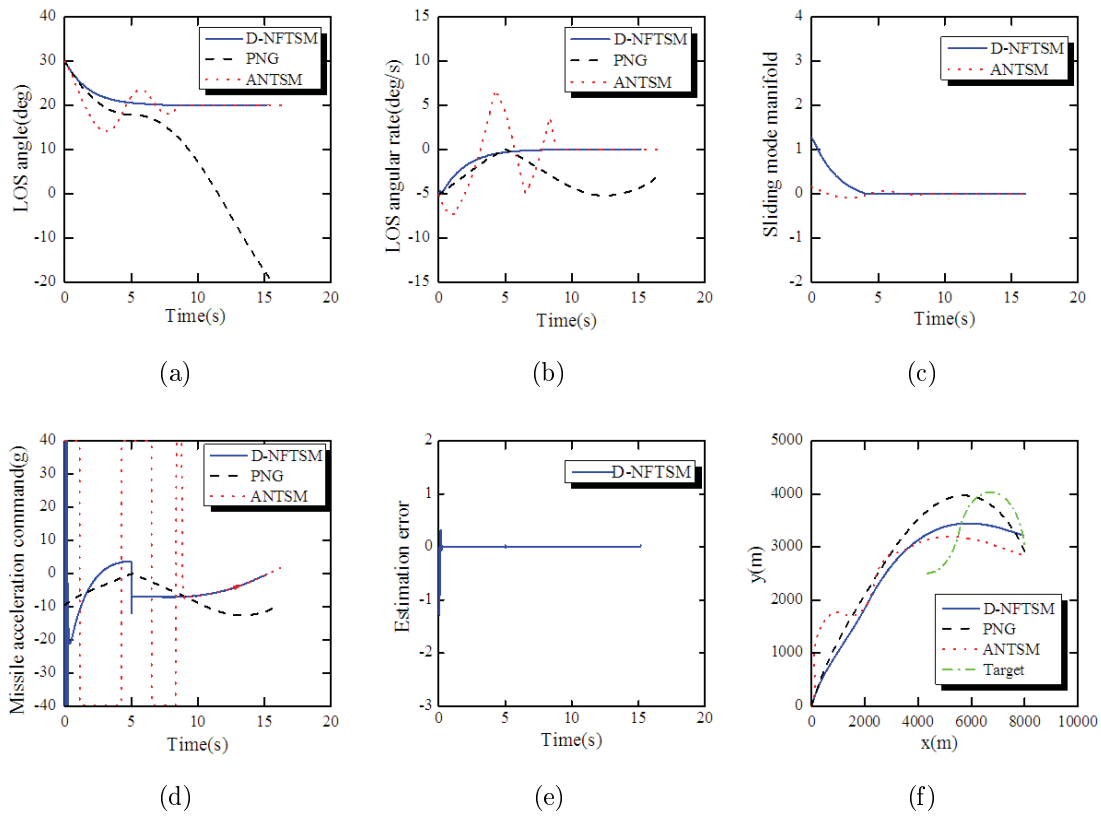 40
30
20
10
0
-10
-20
0
5
10
15
20
LOS angle(deg)
Time(s)
D-NFTSM
PNG
ANTSM
(a)
15
10
5
0
-5
-10
-15
0
5
10
15
20
LOS angular rate(deg/s)
Time(s)
D-NFTSM
PNG
ANTSM
(b)
4
3
2
1
0
-1
-2
0
5
10
15
20
Sliding mode manifold
Time(s)
D-NFTSM
ANTSM
(c)
40
30
20
10
0
-10
-20
-30
-40
0
5
10
15
20
Missile acceleration command(g)
Time(s)
D-NFTSM
PNG
ANTSM
(d)
2
1
0
-1
-2
-3
0
5
10
15
20
Estimation error
Time(s)
D-NFTSM
(e)
5000
4000
3000
2000
1000
0
0
2000
4000
6000
8000
10000
y(m)
x(m)
D-NFTSM
PNG
ANTSM
Target
(f)